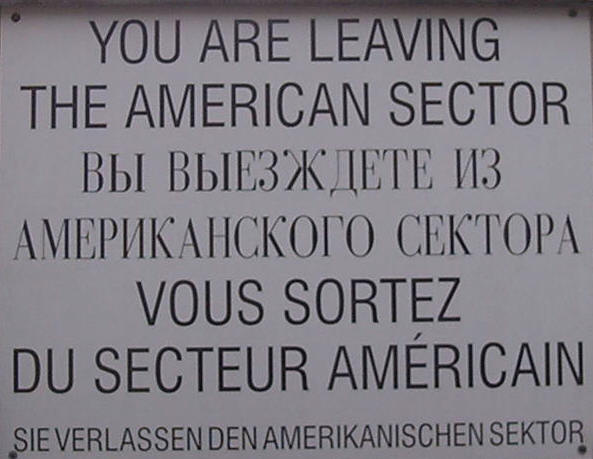 YOU ARE LEAVING
THE AMERICAN SECTOR
ВЫ ВЫЕЗЖДЕТЕ ИЗ
АМЕРИКАНСКОГО СЕКТОРА
VOUS SORTEZ
DU SECTEUR AMÉRICAIN
SIE VERLASSEN DEN AMERIKANISCHEN SEKTOR